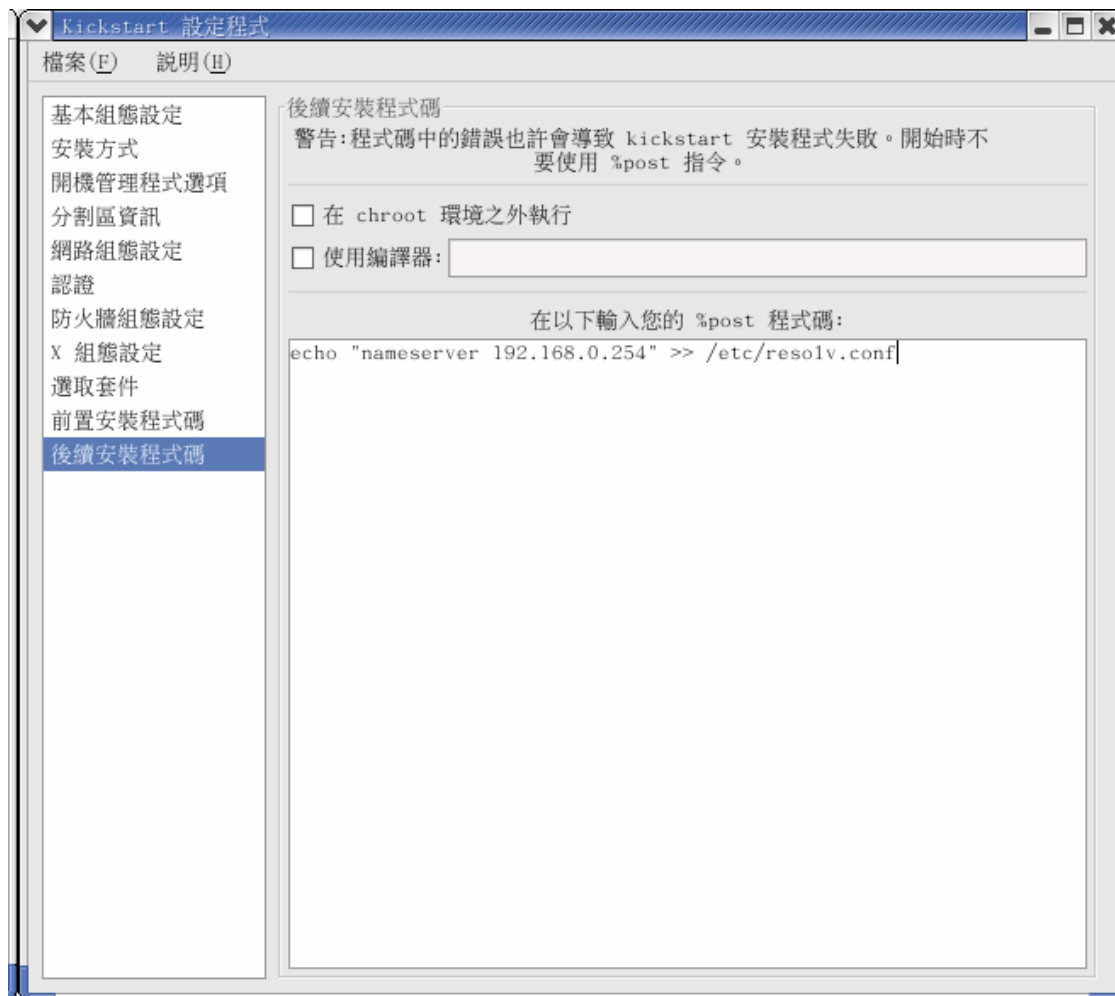 Kickstart 設定程式
檔案(F) 說明(H)
基本組態設定
安裝方式
開機管理程式選項
分割區資訊
網路組態設定
認證
防火牆組態設定
X 組態設定
選取套件
前置安裝程式碼
後續安裝程式碼
後續安裝程式碼
警告:程式碼中的錯誤也許會導致 kickstart 安裝程式失敗。開始時不
要使用 %post 指令。
在 chroot 環境之外執行
使用編譯器:
在以下輸入您的 %post 程式碼:
echo "nameserver 192.168.0.254" >> /etc/resolv.conf